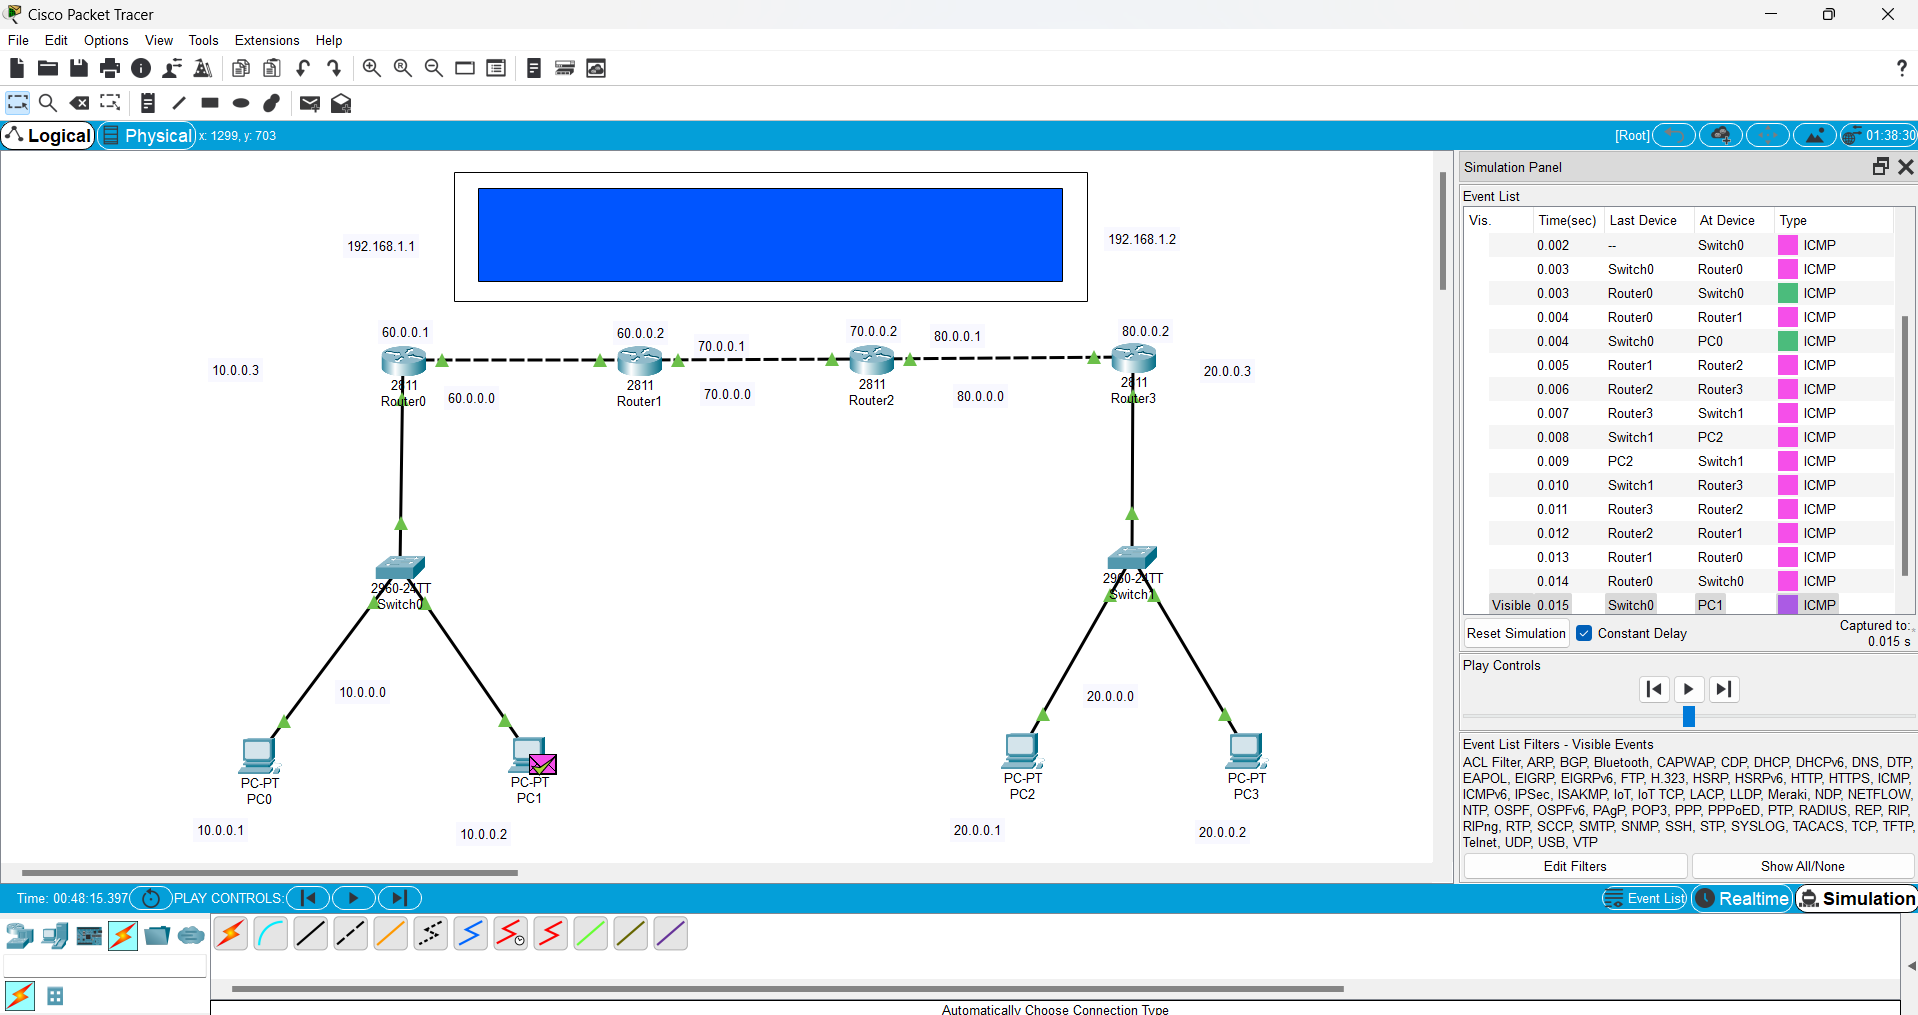 Cisco Packet Tracer
File Edit Options View Tools Extensions Help
Logical Physical x: 1299, y: 703 [Root] 01:38:30
192.168.1.1
192.168.1.2
60.0.0.1
60.0.0.2
70.0.0.1
70.0.0.2
80.0.0.1
80.0.0.2
10.0.0.3
20.0.0.3
2811
Router0
60.0.0.0
2811
Router1
70.0.0.0
2811
Router2
80.0.0.0
2811
Router3
2960-24TT
Switch0
2960-24TT
Switch1
10.0.0.0
20.0.0.0
PC-PT
PC0
PC-PT
PC1
PC-PT
PC2
PC-PT
PC3
10.0.0.1
10.0.0.2
20.0.0.1
20.0.0.2
Simulation Panel
Event List
Vis. Time(sec) Last Device At Device Type
0.002 -- Switch0 ICMP
0.003 Switch0 Router0 ICMP
0.003 Router0 Switch0 ICMP
0.004 Router0 Router1 ICMP
0.004 Switch0 PC0 ICMP
0.005 Router1 Router2 ICMP
0.006 Router2 Router3 ICMP
0.007 Router3 Switch1 ICMP
0.008 Switch1 PC2 ICMP
0.009 PC2 Switch1 ICMP
0.010 Switch1 Router3 ICMP
0.011 Router3 Router2 ICMP
0.012 Router2 Router1 ICMP
0.013 Router1 Router0 ICMP
0.014 Router0 Switch0 ICMP
Visible 0.015 Switch0 PC1 ICMP
Reset Simulation Constant Delay Captured to:
0.015 s
Play Controls
Event List Filters - Visible Events
ACL Filter, ARP, BGP, Bluetooth, CAPWAP, CDP, DHCP, DHCPv6, DNS, DTP,
EAPOL, EIGRP, EIGRPv6, FTP, H.323, HSRP, HSRPv6, HTTP, HTTPS, ICMP,
ICMPv6, IPSec, ISAKMP, IoT, IoT TCP, LACP, LLDP, Meraki, NDP, NETFLOW,
NTP, OSPF, OSPFv6, PAgP, POP3, PPP, PPPoED, PTP, RADIUS, REP, RIP,
RIPng, RTP, SCCP, SMTP, SNMP, SSH, STP, SYSLOG, TACACS, TCP, TFTP,
Telnet, UDP, USB, VTP
Edit Filters Show All/None
Time: 00:48:15.397 PLAY CONTROLS: Event List Realtime Simulation
Automatically Choose Connection Type